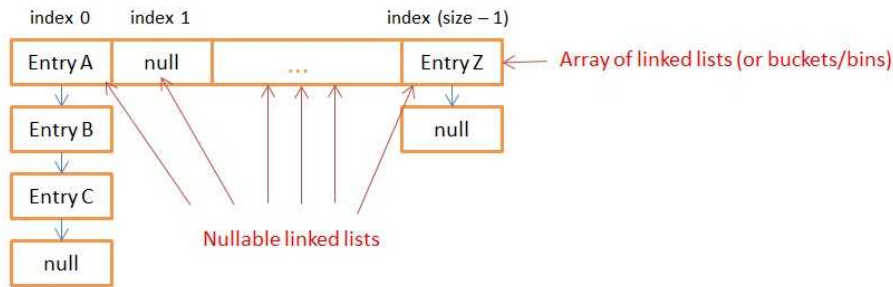 index 0 index 1 index (size – 1)
Entry A null ... Entry Z Array of linked lists (or buckets/bins)
Entry B null
Entry C
Nullable linked lists
null